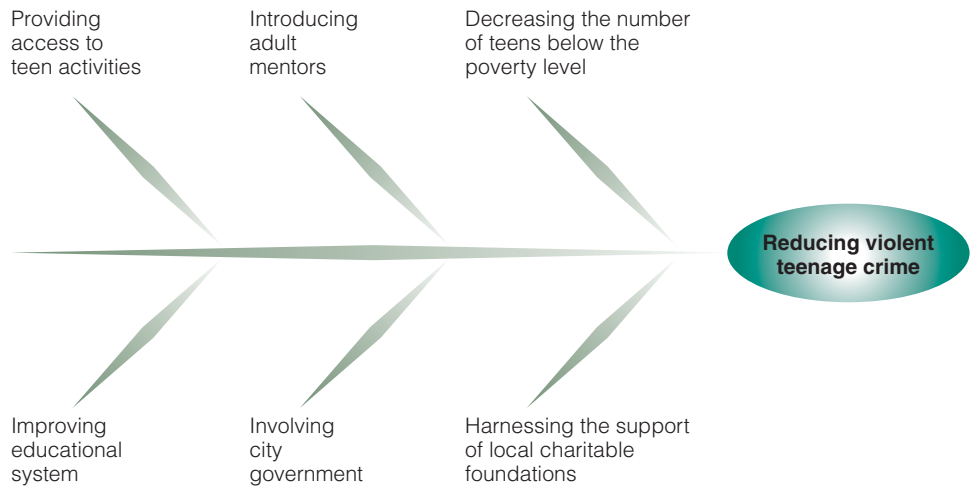 Providing
access to
teen activities
Introducing
adult
mentors
Decreasing the number
of teens below the
poverty level
Reducing violent
teenage crime
Improving
educational
system
Involving
city
government
Harnessing the support
of local charitable
foundations